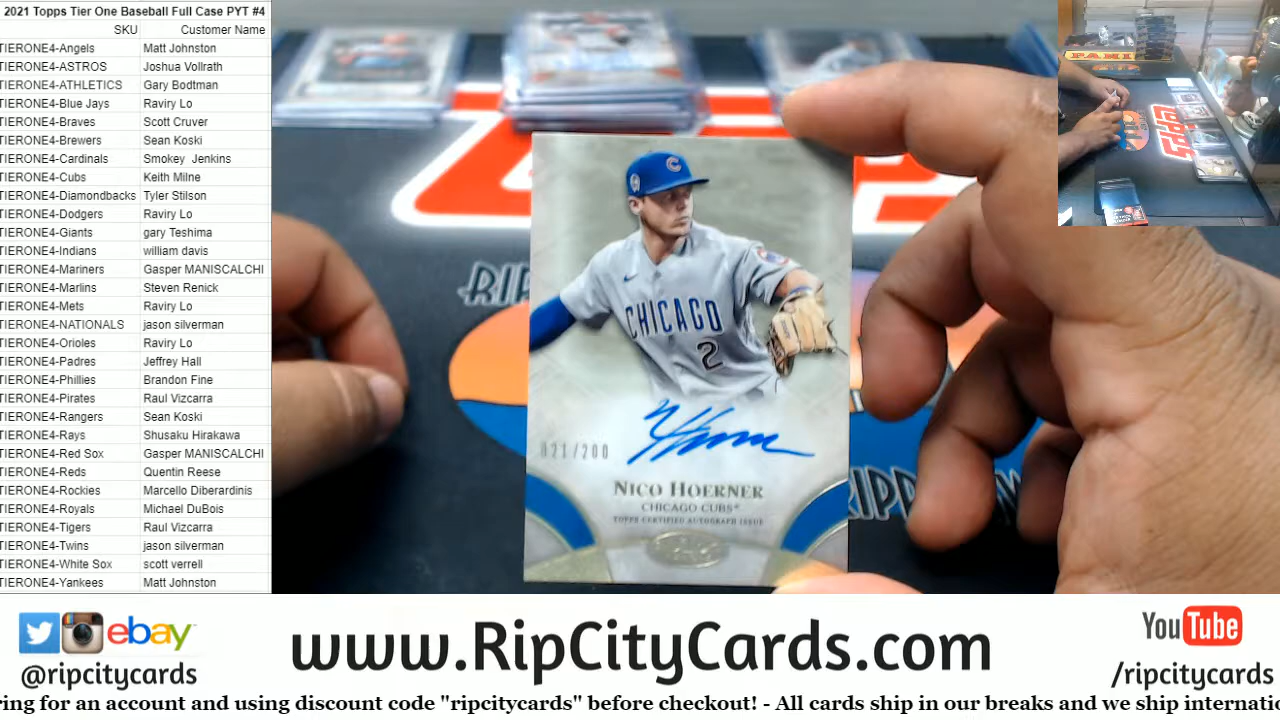 2021 Topps Tier One Baseball Full Case PYT #4
SKU Customer Name
TIERONE4-Angels Matt Johnston
TIERONE4-ASTROS Joshua Vollrath
TIERONE4-ATHLETICS Gary Bodtman
TIERONE4-Blue Jays Raviry Lo
TIERONE4-Braves Scott Cruver
TIERONE4-Brewers Sean Koski
TIERONE4-Cardinals Smokey Jenkins
TIERONE4-Cubs Keith Milne
TIERONE4-Diamondbacks Tyler Stilson
TIERONE4-Dodgers Raviry Lo
TIERONE4-Giants gary Teshima
TIERONE4-Indians william davis
TIERONE4-Mariners Gasper MANISCALCHI
TIERONE4-Marlins Steven Renick
TIERONE4-Mets Raviry Lo
TIERONE4-NATIONALS jason silverman
TIERONE4-Orioles Raviry Lo
TIERONE4-Padres Jeffrey Hall
TIERONE4-Phillies Brandon Fine
TIERONE4-Pirates Raul Vizcarra
TIERONE4-Rangers Sean Koski
TIERONE4-Rays Shusaku Hirakawa
TIERONE4-Red Sox Gasper MANISCALCHI
TIERONE4-Reds Quentin Reese
TIERONE4-Rockies Marcello Diberardinis
TIERONE4-Royals Michael DuBois
TIERONE4-Tigers Raul Vizcarra
TIERONE4-Twins jason silverman
TIERONE4-White Sox scott verrell
TIERONE4-Yankees Matt Johnston
PANINI
TOPPS
C
CHICAGO
2
021/200
NICO HOERNER
CHICAGO CUBS
TOPPS CERTIFIED AUTOGRAPH ISSUE
RIP
RIPP
ebay
@ripcitycards
www.RipCityCards.com
YouTube
/ripcitycards
ring for an account and using discount code "ripcitycards" before checkout! - All cards ship in our breaks and we ship internatio